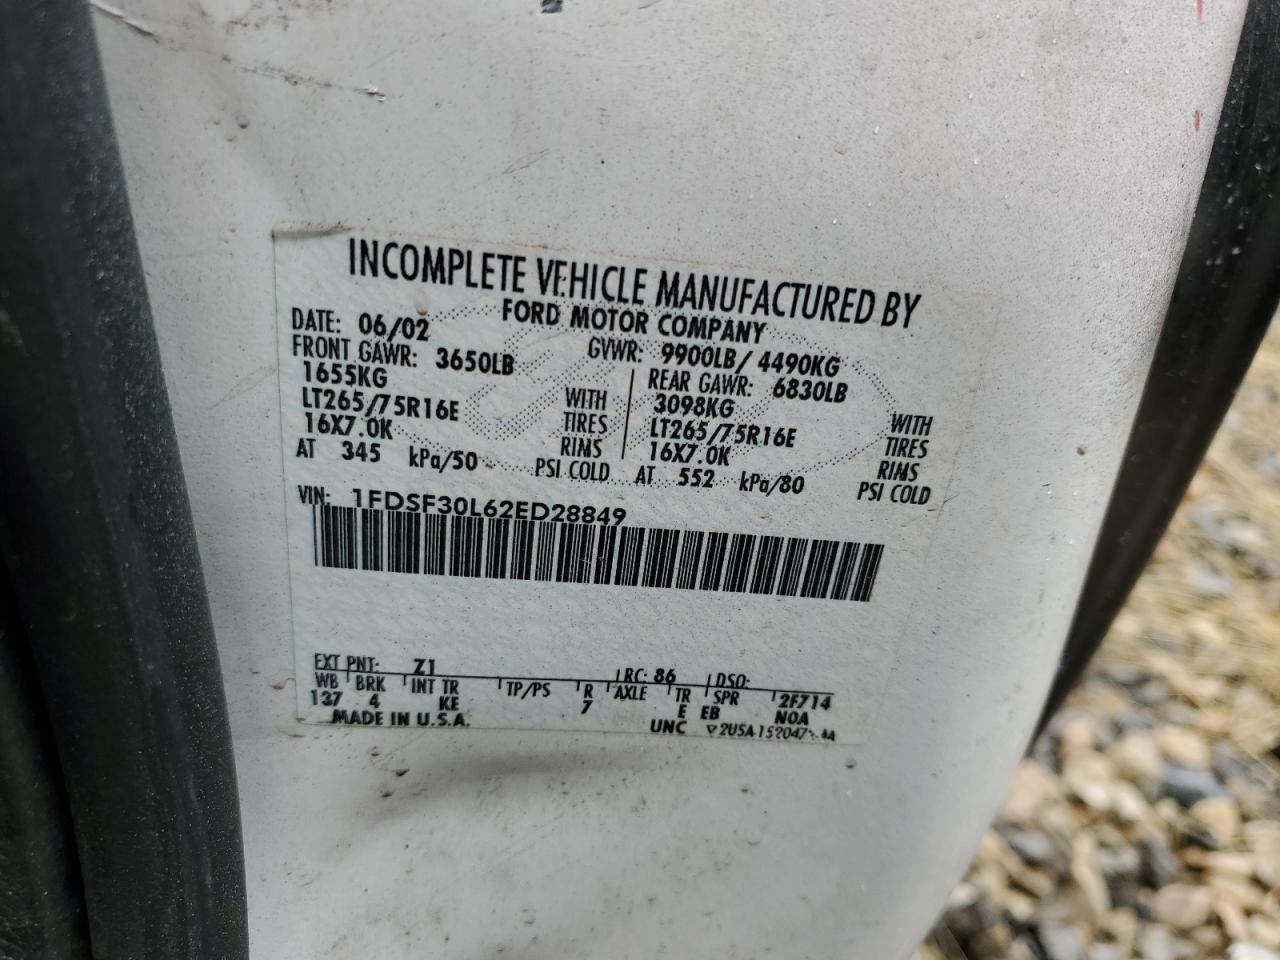 INCOMPLETE VEHICLE MANUFACTURED BY
FORD MOTOR COMPANY
DATE: 06/02 GVWR: 9900LB/ 4490KG
FRONT GAWR: 3650LB REAR GAWR: 6830LB
1655KG WITH 3098KG WITH
LT265/75R16E TIRES LT265/75R16E TIRES
16X7.0K RIMS 16X7.0K RIMS
AT 345 kPa/50 PSI COLD AT 552 kPa/80 PSI COLD
VIN: 1FDSF30L62ED28849
EXT PNT: Z1 RC: 86 DSO:
WB BRK INT TR TP/PS R AXLE TR SPR 2F714
137 4 KE 7 E EB NOA
MADE IN U.S.A. UNC